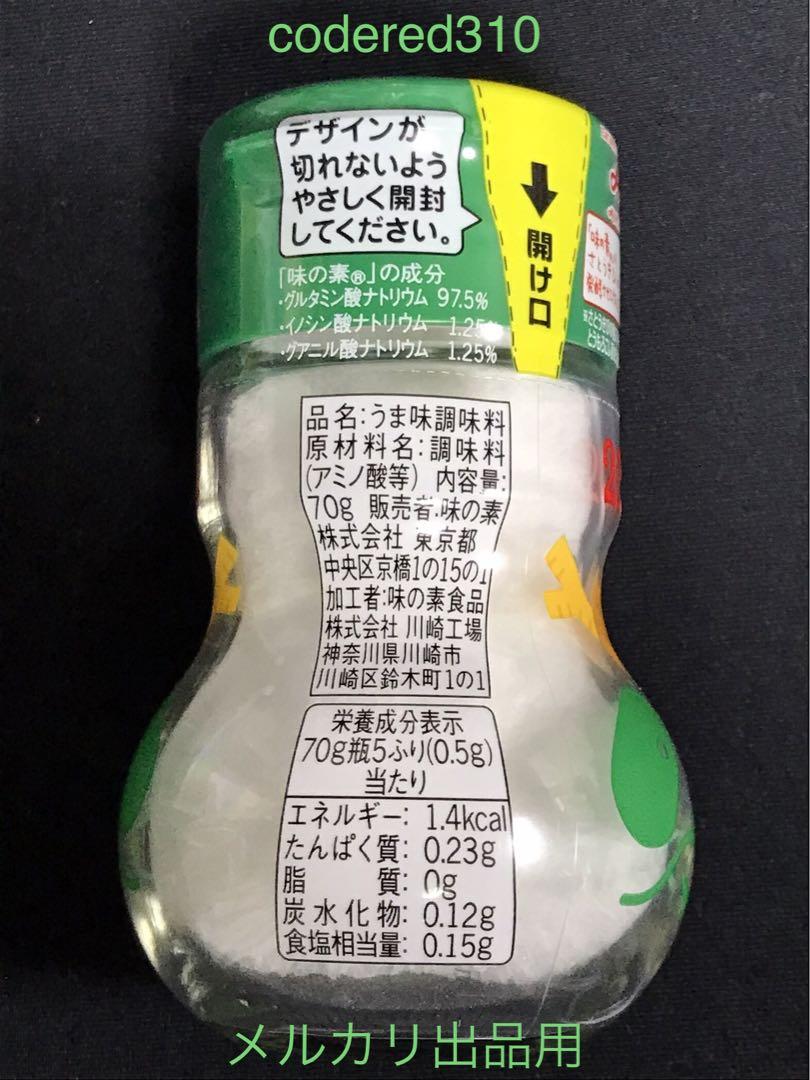 codered310
デザインが
切れないよう
やさしく開封
してください。
開け口
「味の素®」の成分
・グルタミン酸ナトリウム 97.5%
・イノシン酸ナトリウム 1.25%
・グアニル酸ナトリウム 1.25%
品名:うま味調味料
原材料名:調味料
(アミノ酸等) 内容量:
70g 販売者:味の素
株式会社 東京都
中央区京橋1の15の1
加工者:味の素食品
株式会社 川崎工場
神奈川県川崎市
川崎区鈴木町1の1
栄養成分表示
70g瓶5ふり(0.5g)
当たり
エネルギー: 1.4kcal
たんぱく質: 0.23g
脂質: 0g
炭水化物: 0.12g
食塩相当量: 0.15g
メルカリ出品用